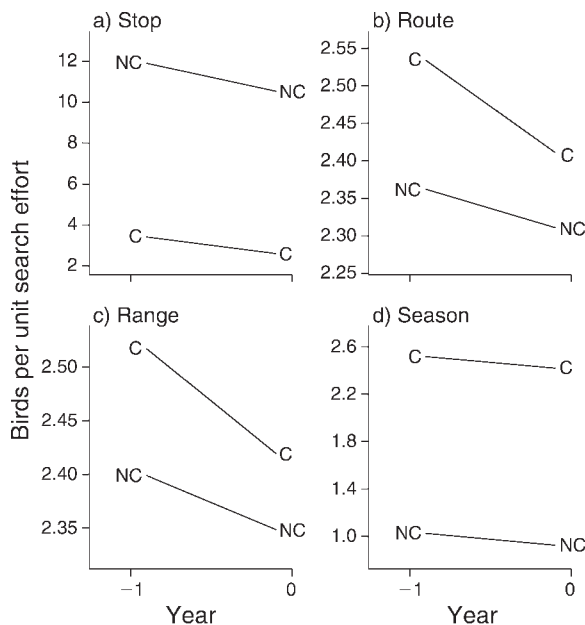 a) Stop
12
10
8
6
4
2
NC
NC
C
C
b) Route
2.55
2.50
2.45
2.40
2.35
2.30
2.25
C
C
NC
NC
Birds per unit search effort
c) Range
2.50
2.45
2.40
2.35
C
C
NC
NC
−1
0
Year
d) Season
2.6
2.2
1.8
1.4
1.0
C
C
NC
NC
−1
0
Year